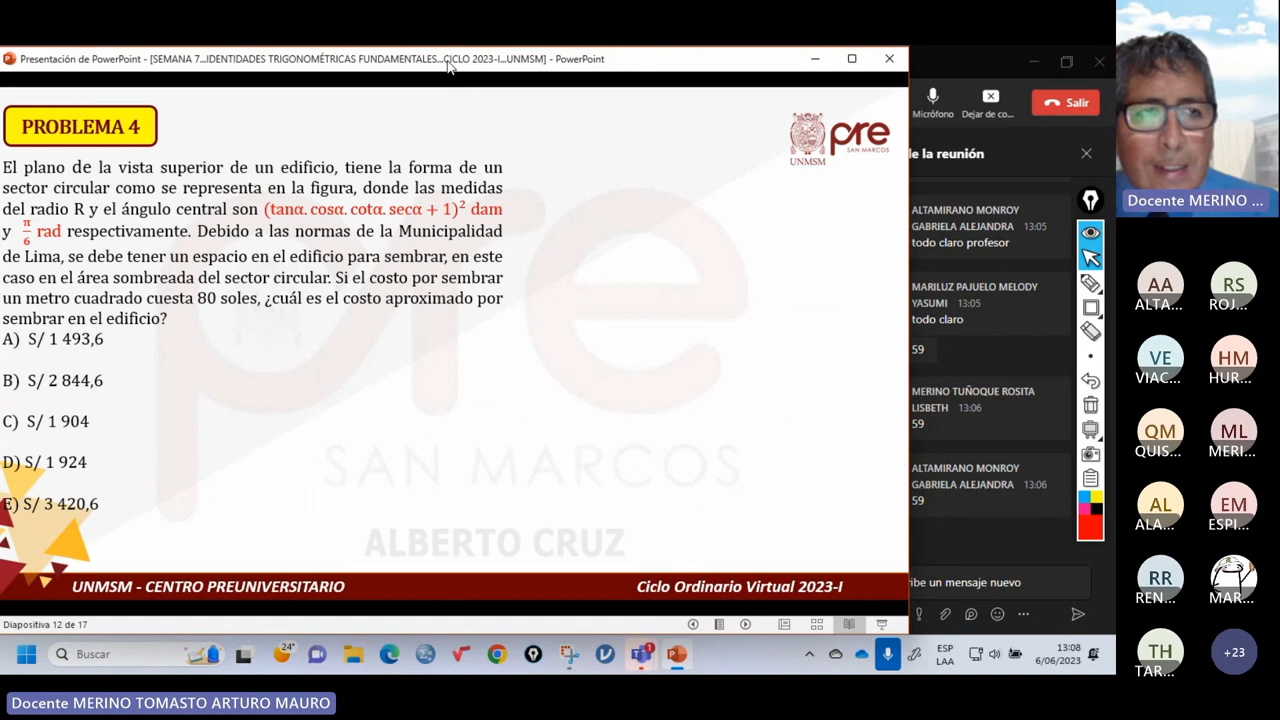 Presentación de PowerPoint - [SEMANA 7...IDENTIDADES TRIGONOMÉTRICAS FUNDAMENTALES...CICLO 2023-I...UNMSM] - PowerPoint
PROBLEMA 4
UNMSM
pre
SAN MARCOS
El plano de la vista superior de un edificio, tiene la forma de un
sector circular como se representa en la figura, donde las medidas
del radio R y el ángulo central son (tanα. cosα. cotα. secα + 1)² dam
y π/6 rad respectivamente. Debido a las normas de la Municipalidad
de Lima, se debe tener un espacio en el edificio para sembrar, en este
caso en el área sombreada del sector circular. Si el costo por sembrar
un metro cuadrado cuesta 80 soles, ¿cuál es el costo aproximado por
sembrar en el edificio?
A) S/ 1 493,6
B) S/ 2 844,6
C) S/ 1 904
D) S/ 1 924
E) S/ 3 420,6
pre
SAN MARCOS
ALBERTO CRUZ
UNMSM - CENTRO PREUNIVERSITARIO
Ciclo Ordinario Virtual 2023-I
Diapositiva 12 de 17
Micrófono
Dejar de co...
Salir
de la reunión
ALTAMIRANO MONROY
GABRIELA ALEJANDRA 13:05
todo claro profesor
MARILUZ PAJUELO MELODY
YASUMI 13:05
todo claro
59
MERINO TUÑOQUE ROSITA
LISBETH 13:06
59
ALTAMIRANO MONROY
GABRIELA ALEJANDRA 13:06
59
ribe un mensaje nuevo
Docente MERINO ...
AA
ALTA...
RS
ROJ...
VE
VIAC...
HM
HUR...
QM
QUIS...
ML
MERI...
AL
ALA...
EM
ESPI...
RR
REN...
MAR...
TH
TAR...
+23
Buscar
24°
1
ESP
LAA
13:08
6/06/2023
Docente MERINO TOMASTO ARTURO MAURO